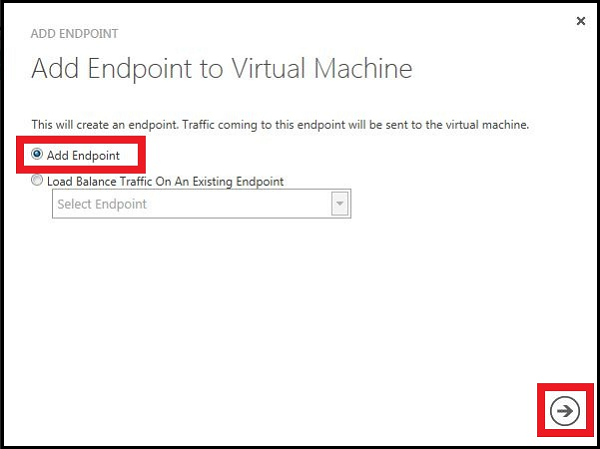 ADD ENDPOINT
Add Endpoint to Virtual Machine
This will create an endpoint. Traffic coming to this endpoint will be sent to the virtual machine.
Add Endpoint
Load Balance Traffic On An Existing Endpoint
Select Endpoint